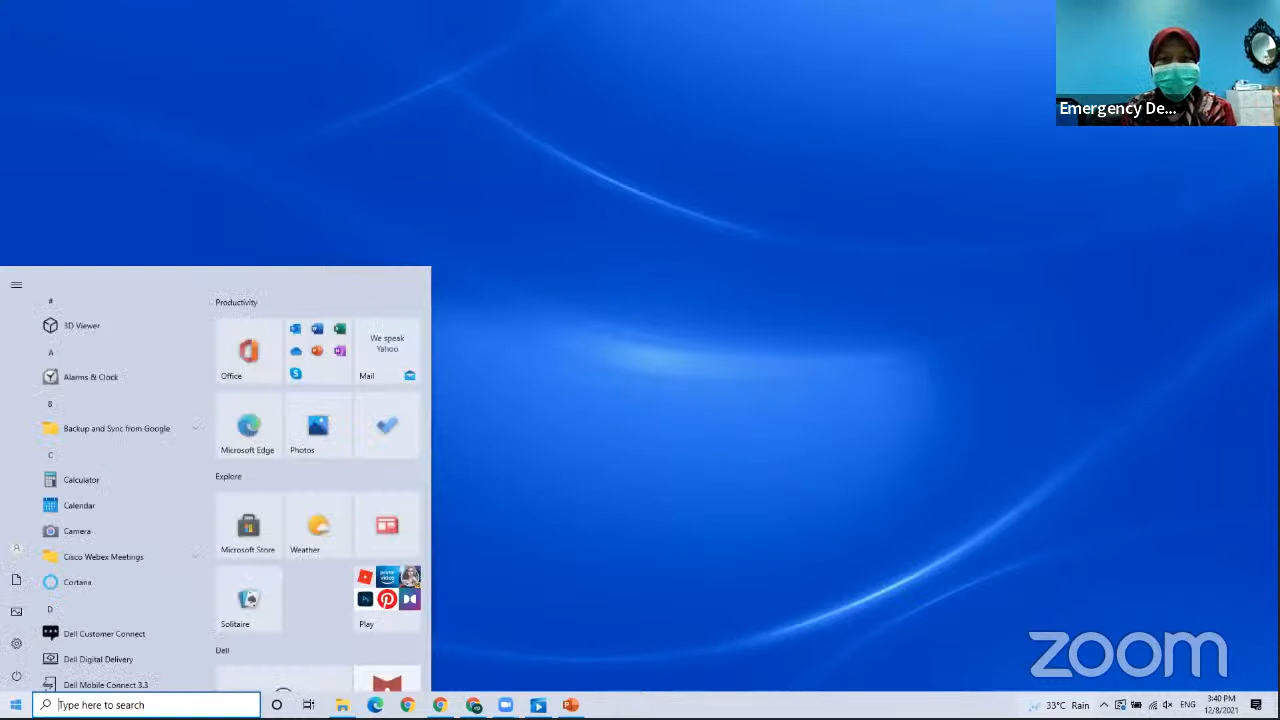 Emergency De...
#
3D Viewer
A
Alarms & Clock
B
Backup and Sync from Google
C
Calculator
Calendar
Camera
Cisco Webex Meetings
Cortana
D
Dell Customer Connect
Dell Digital Delivery
Dell Mobile Connect 3.3
Productivity
Office
We speak
Yahoo
Mail
Microsoft Edge
Photos
Explore
Microsoft Store
Weather
Solitaire
prime video
Ps
Play
Dell
zoom
Type here to search
33°C Rain
ENG
3:40 PM
12/8/2021